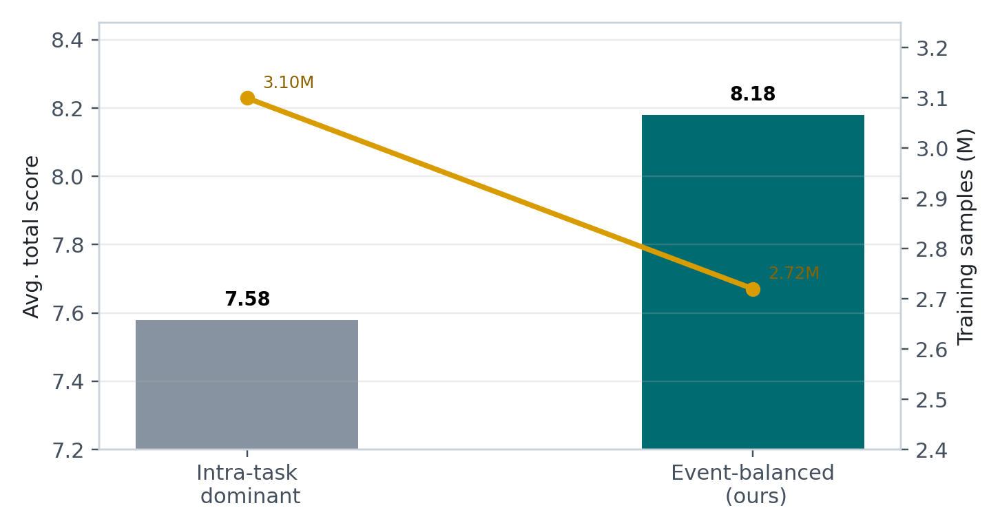 8.4
8.2
8.0
7.8
7.6
7.4
7.2
Avg. total score
3.2
3.1
3.0
2.9
2.8
2.7
2.6
2.5
2.4
Training samples (M)
3.10M
7.58
8.18
2.72M
Intra-task
dominant
Event-balanced
(ours)